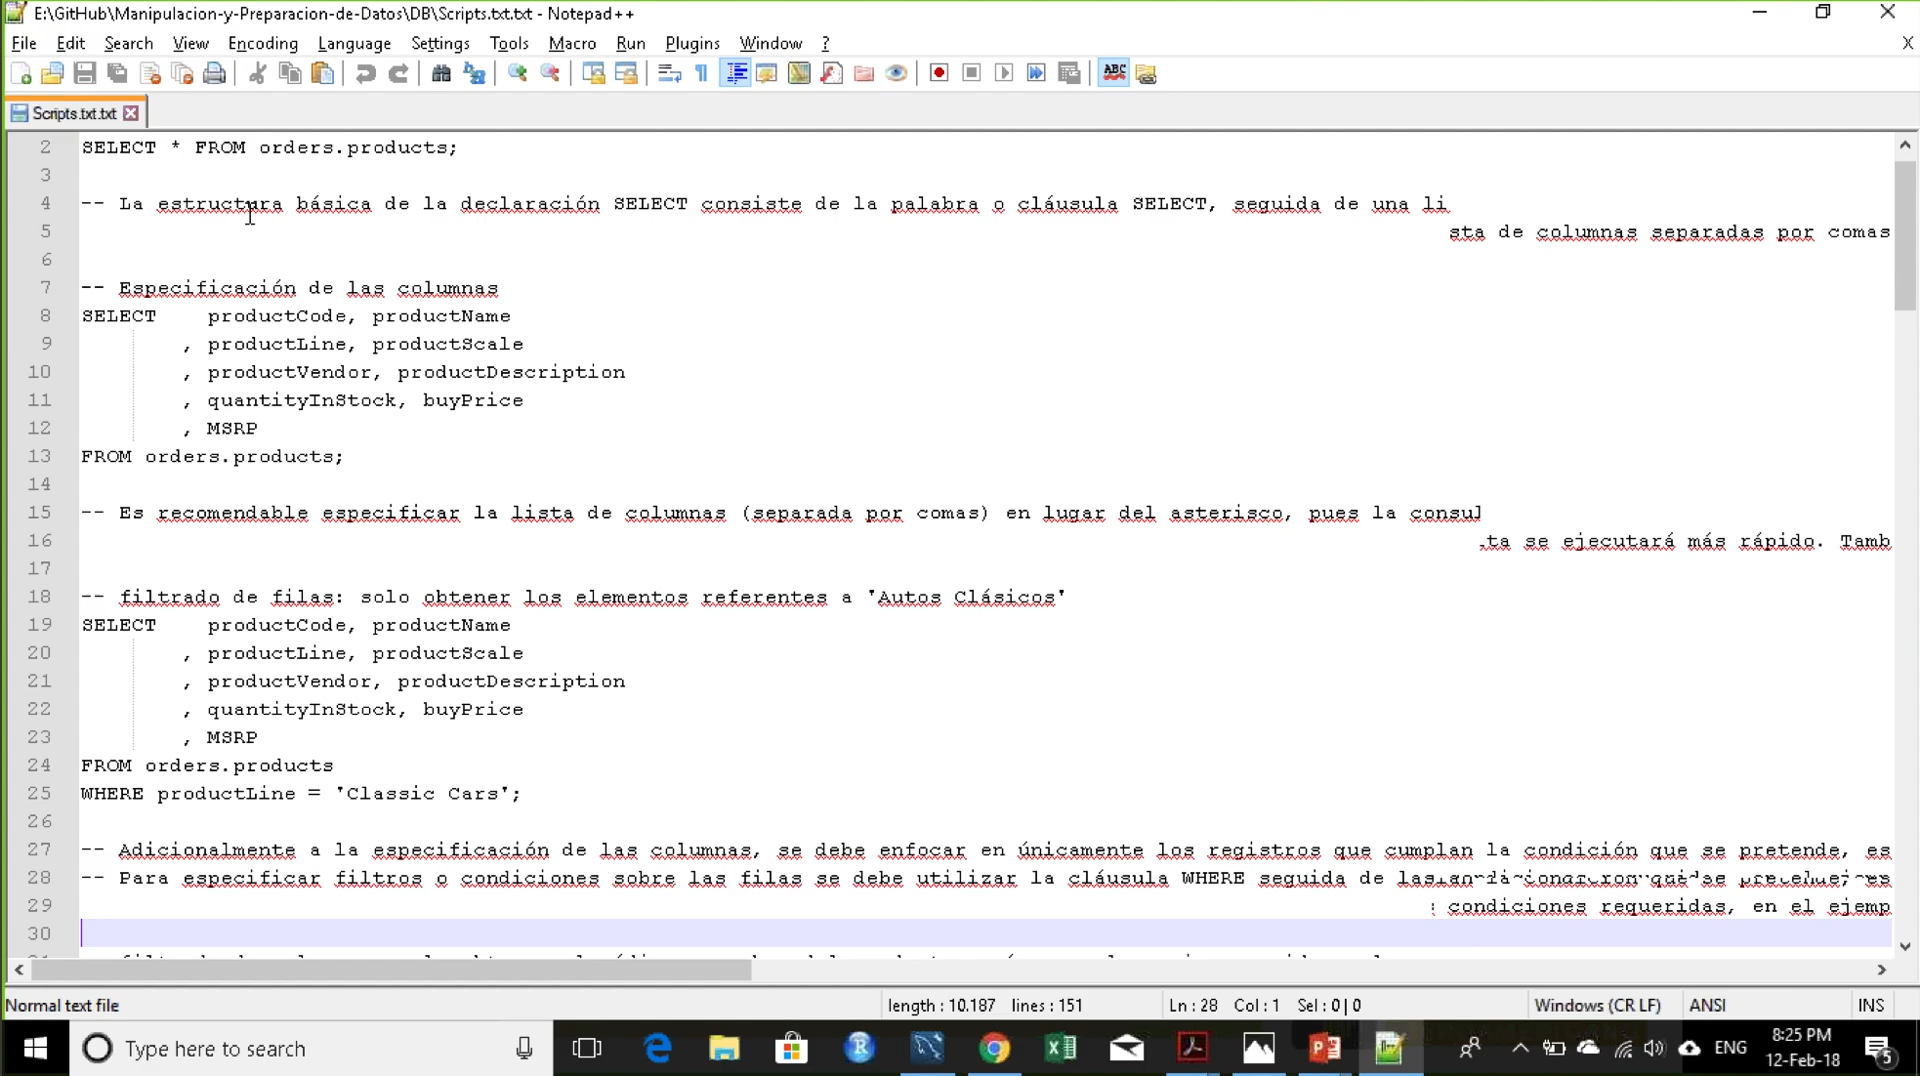 E:\GitHub\Manipulacion-y-Preparacion-de-Datos\DB\Scripts.txt.txt - Notepad++
File Edit Search View Encoding Language Settings Tools Macro Run Plugins Window ? X
Scripts.txt.txt
2 SELECT * FROM orders.products;
3
4 -- La estructura básica de la declaración SELECT consiste de la palabra o cláusula SELECT, seguida de una li
5 sta de columnas separadas por comas
6
7 -- Especificación de las columnas
8 SELECT productCode, productName
9 , productLine, productScale
10 , productVendor, productDescription
11 , quantityInStock, buyPrice
12 , MSRP
13 FROM orders.products;
14
15 -- Es recomendable especificar la lista de columnas (separada por comas) en lugar del asterisco, pues la consul
16 ta se ejecutará más rápido. Tamb
17
18 -- filtrado de filas: solo obtener los elementos referentes a 'Autos Clásicos'
19 SELECT productCode, productName
20 , productLine, productScale
21 , productVendor, productDescription
22 , quantityInStock, buyPrice
23 , MSRP
24 FROM orders.products
25 WHERE productLine = 'Classic Cars';
26
27 -- Adicionalmente a la especificación de las columnas, se debe enfocar en únicamente los registros que cumplan la condición que se pretende, es
28 -- Para especificar filtros o condiciones sobre las filas se debe utilizar la cláusula WHERE seguida de las
29 condiciones requeridas, en el ejemp
30
Normal text file length : 10.187 lines : 151 Ln : 28 Col : 1 Sel : 0 | 0 Windows (CR LF) ANSI INS
Type here to search ENG 8:25 PM
12-Feb-18 5